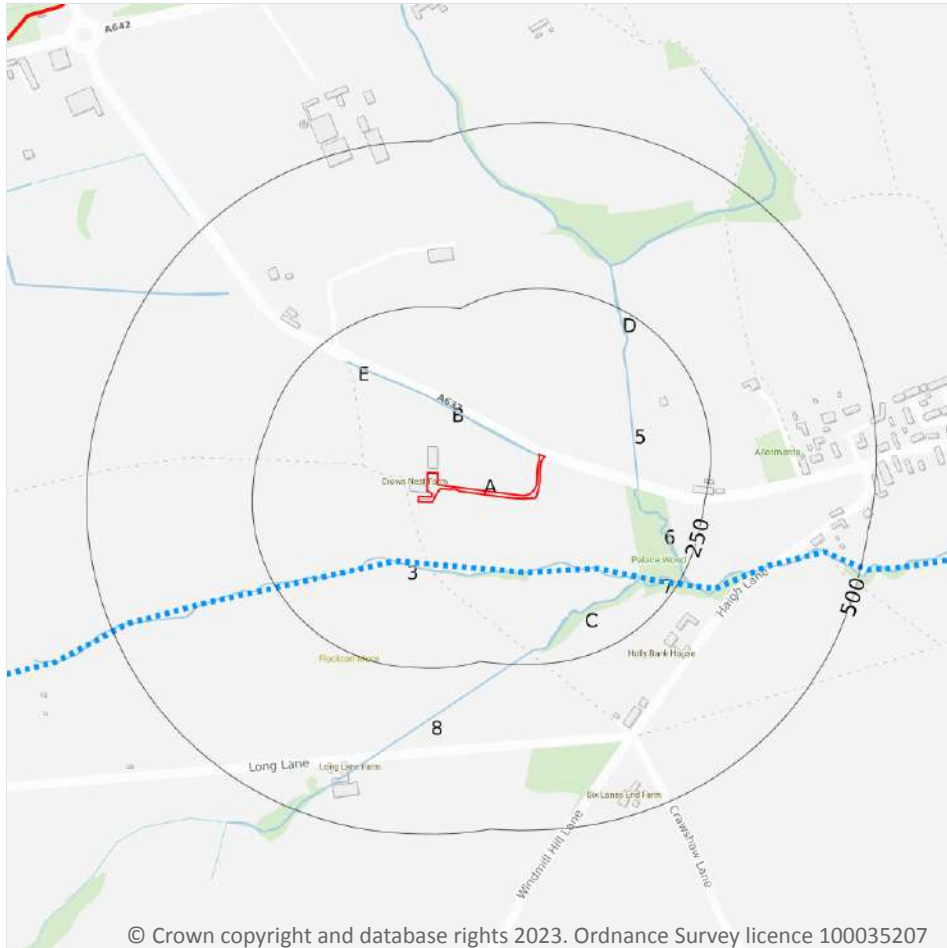 A642
D
E
A642
B
5
Allotments
Crows Nest Farm
A
6
250
Palace Wood
3
7
Haigh Lane
500
C
Flockton Moor
Holly Bank House
8
Long Lane
Long Lane Farm
Six Lanes End Farm
Windmill Hill Lane
Crawshaw Lane
© Crown copyright and database rights 2023. Ordnance Survey licence 100035207